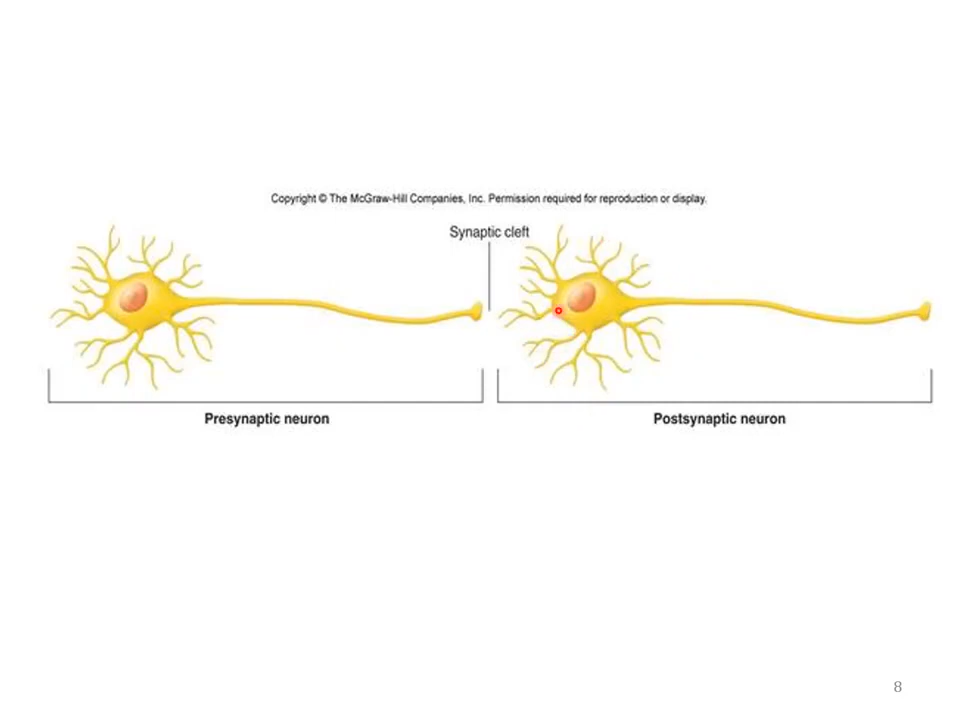 Copyright © The McGraw-Hill Companies, Inc. Permission required for reproduction or display.
Synaptic cleft
Presynaptic neuron
Postsynaptic neuron
8